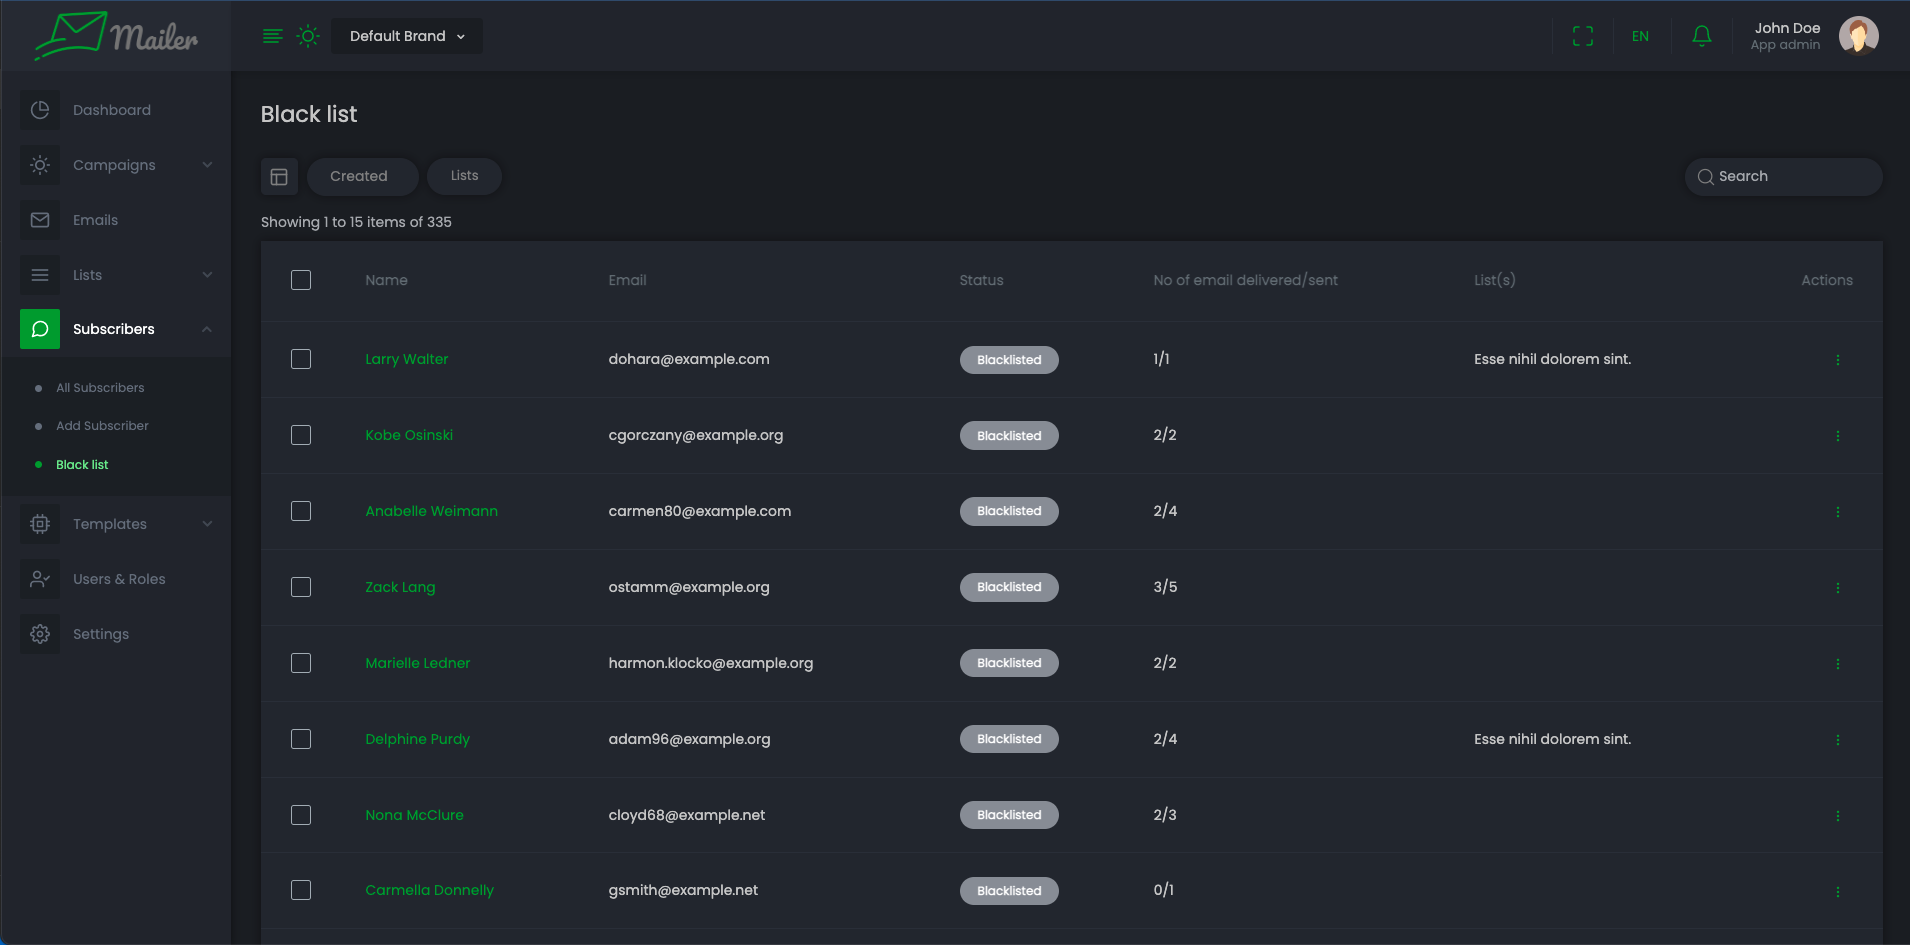 Mailer
Default Brand
EN
John Doe
App admin
Dashboard
Campaigns
Emails
Lists
Subscribers
All Subscribers
Add Subscriber
Black list
Templates
Users & Roles
Settings
Black list
Created
Lists
Search
Showing 1 to 15 items of 335
Name Email Status No of email delivered/sent List(s) Actions
Larry Walter dohara@example.com Blacklisted 1/1 Esse nihil dolorem sint.
Kobe Osinski cgorczany@example.org Blacklisted 2/2
Anabelle Weimann carmen80@example.com Blacklisted 2/4
Zack Lang ostamm@example.org Blacklisted 3/5
Marielle Ledner harmon.klocko@example.org Blacklisted 2/2
Delphine Purdy adam96@example.org Blacklisted 2/4 Esse nihil dolorem sint.
Nona McClure cloyd68@example.net Blacklisted 2/3
Carmella Donnelly gsmith@example.net Blacklisted 0/1